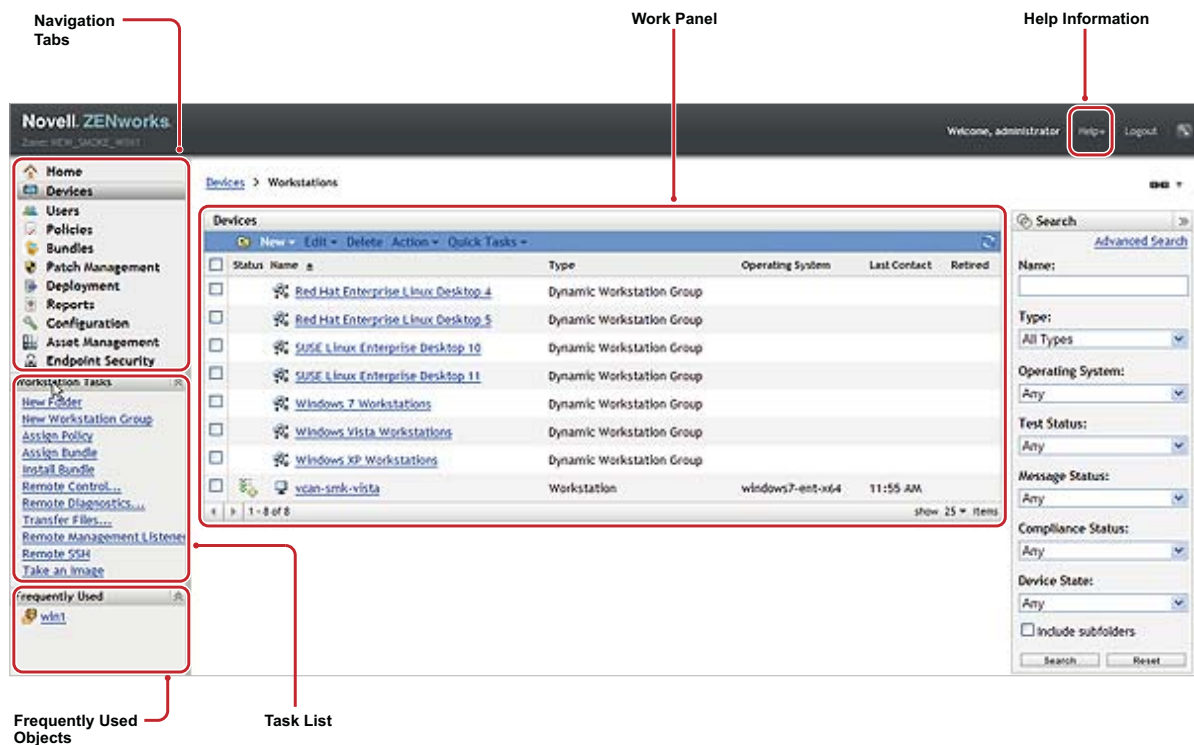 Navigation
Tabs
Work Panel
Help Information
Novell ZENworks
Zone: NEW_SMOKE_WIN1
Welcome, administrator Help Logout
Home
Devices
Users
Policies
Bundles
Patch Management
Deployment
Reports
Configuration
Asset Management
Endpoint Security
Workstation Tasks
New Folder
New Workstation Group
Assign Policy
Assign Bundle
Install Bundle
Remote Control...
Remote Diagnostics...
Transfer Files...
Remote Management Listener
Remote SSH
Take an Image
Frequently Used
win1
Devices > Workstations
Devices
New Edit Delete Action Quick Tasks
Status Name Type Operating System Last Contact Retired
Red Hat Enterprise Linux Desktop 4 Dynamic Workstation Group
Red Hat Enterprise Linux Desktop 5 Dynamic Workstation Group
SUSE Linux Enterprise Desktop 10 Dynamic Workstation Group
SUSE Linux Enterprise Desktop 11 Dynamic Workstation Group
Windows 7 Workstations Dynamic Workstation Group
Windows Vista Workstations Dynamic Workstation Group
Windows XP Workstations Dynamic Workstation Group
vcan-smk-vista Workstation windows7-ent-x64 11:55 AM
1 - 8 of 8 show 25 items
Search
Advanced Search
Name:
Type:
All Types
Operating System:
Any
Test Status:
Any
Message Status:
Any
Compliance Status:
Any
Device State:
Any
Include subfolders
Search Reset
Frequently Used
Objects
Task List